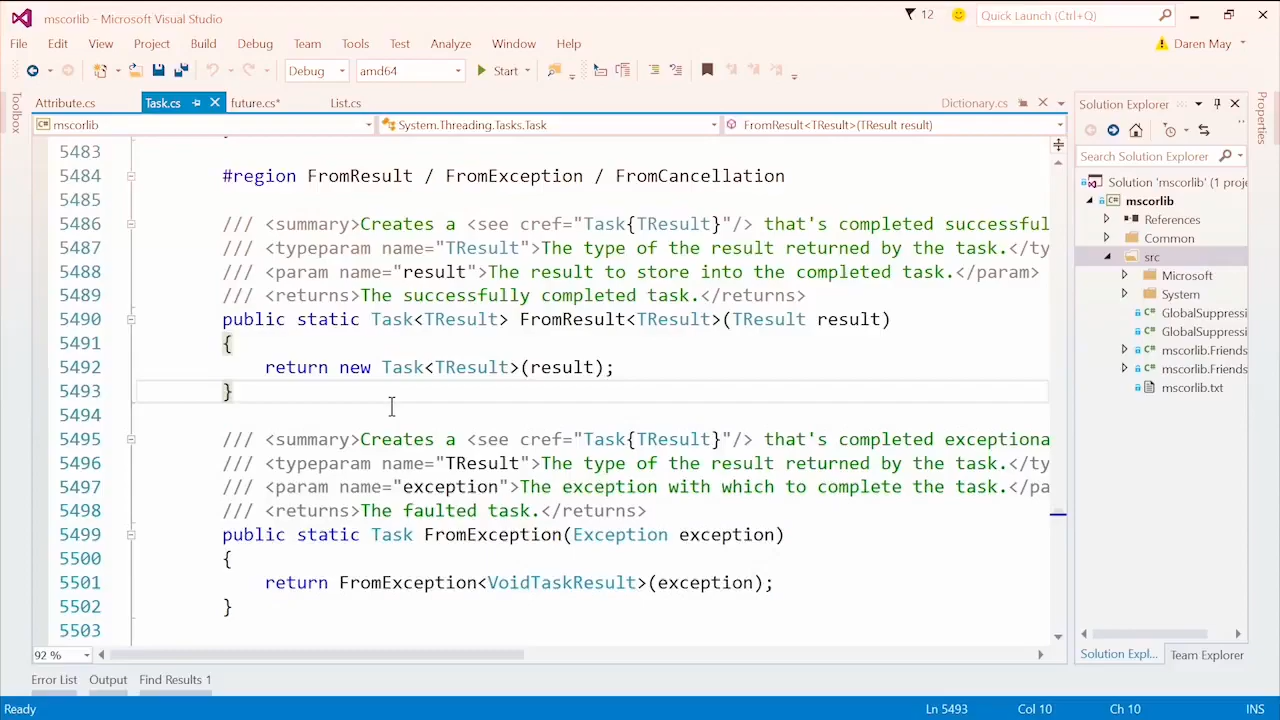 mscorlib - Microsoft Visual Studio
12
Quick Launch (Ctrl+Q)
File Edit View Project Build Debug Team Tools Test Analyze Window Help
Daren May
Debug amd64 Start
Toolbox
Attribute.cs Task.cs future.cs* List.cs Dictionary.cs
mscorlib System.Threading.Tasks.Task FromResult<TResult>(TResult result)
5483
5484 #region FromResult / FromException / FromCancellation
5485
5486 /// <summary>Creates a <see cref="Task{TResult}"/> that's completed successful
5487 /// <typeparam name="TResult">The type of the result returned by the task.</ty
5488 /// <param name="result">The result to store into the completed task.</param>
5489 /// <returns>The successfully completed task.</returns>
5490 public static Task<TResult> FromResult<TResult>(TResult result)
5491 {
5492 return new Task<TResult>(result);
5493 }
5494
5495 /// <summary>Creates a <see cref="Task{TResult}"/> that's completed exceptiona
5496 /// <typeparam name="TResult">The type of the result returned by the task.</ty
5497 /// <param name="exception">The exception with which to complete the task.</pa
5498 /// <returns>The faulted task.</returns>
5499 public static Task FromException(Exception exception)
5500 {
5501 return FromException<VoidTaskResult>(exception);
5502 }
5503
92 %
Solution Explorer
Search Solution Explorer
Solution 'mscorlib' (1 proje
mscorlib
References
Common
src
Microsoft
System
GlobalSuppressi
GlobalSuppressi
mscorlib.Friends
mscorlib.Friends
mscorlib.txt
Solution Expl... Team Explorer
Properties
Error List Output Find Results 1
Ready Ln 5493 Col 10 Ch 10 INS